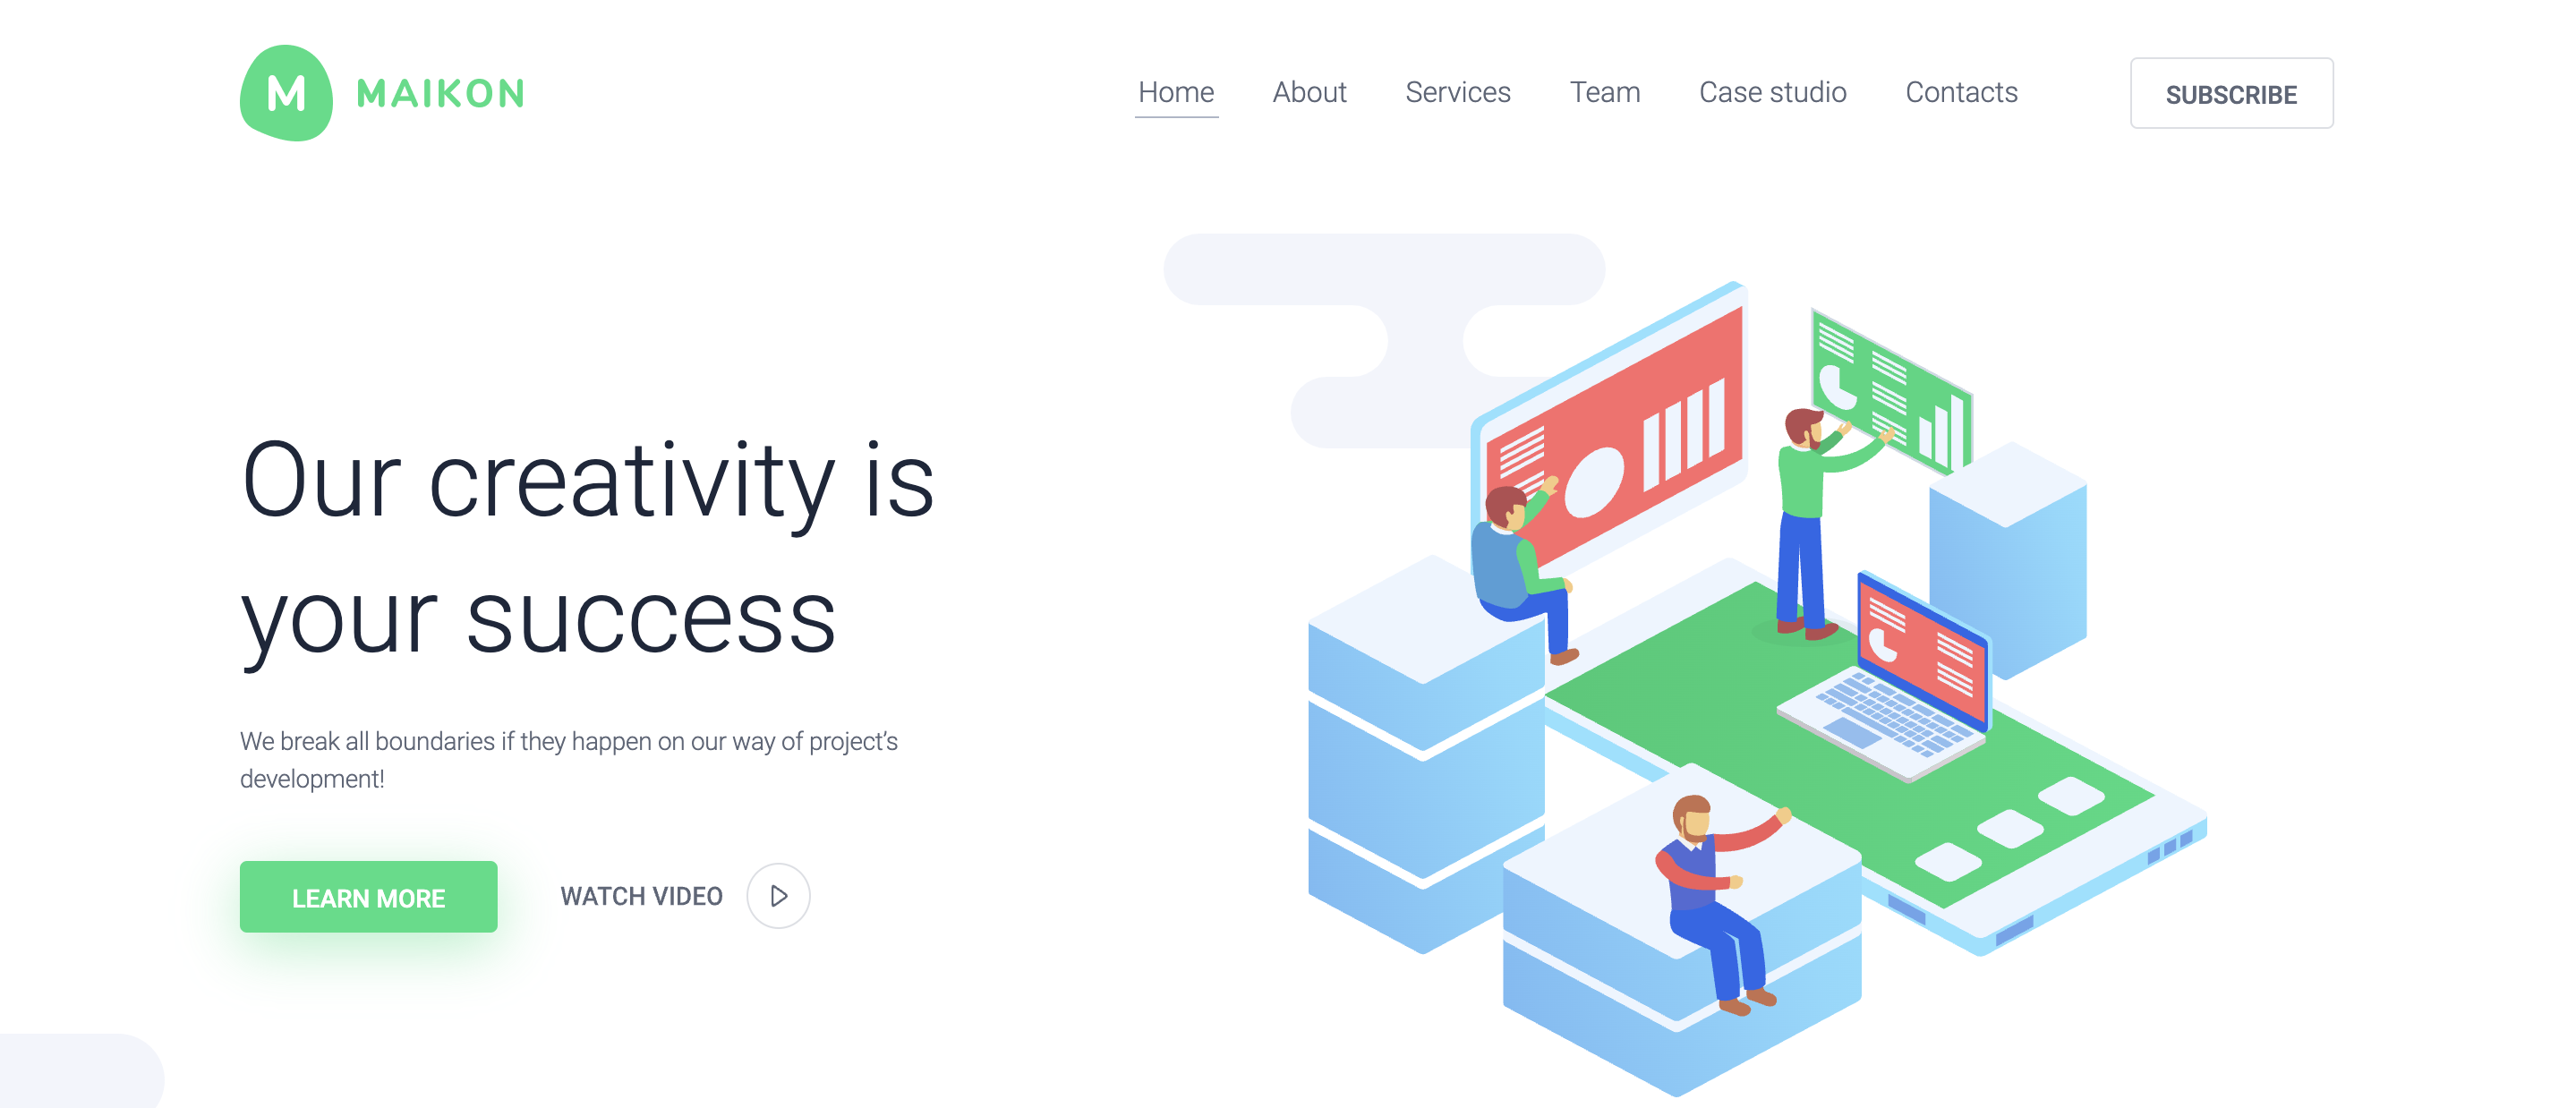 M MAIKON
Home About Services Team Case studio Contacts SUBSCRIBE
Our creativity is
your success
We break all boundaries if they happen on our way of project’s
development!
LEARN MORE WATCH VIDEO